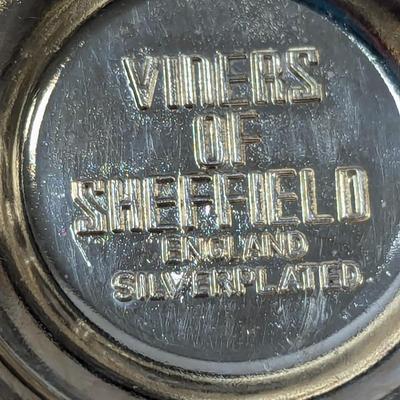 VINERS
OF
SHEFFIELD
ENGLAND
SILVERPLATED